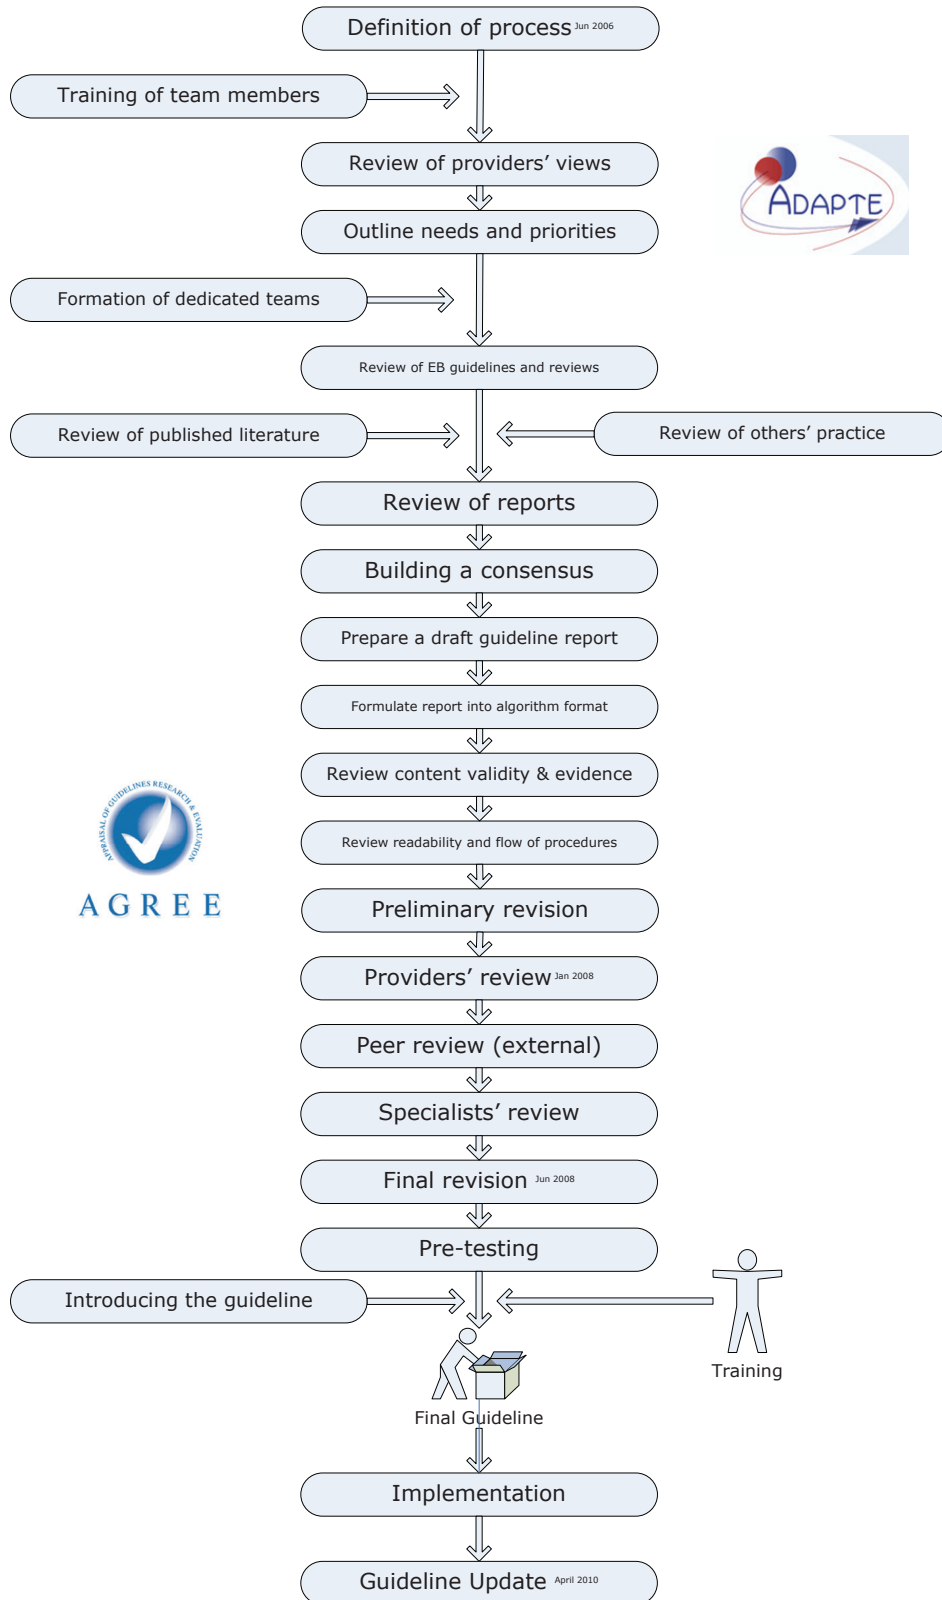 Definition of process Jun 2006
Training of team members
Review of providers’ views
ADAPTE
Outline needs and priorities
Formation of dedicated teams
Review of EB guidelines and reviews
Review of published literature
Review of others’ practice
Review of reports
Building a consensus
Prepare a draft guideline report
Formulate report into algorithm format
Review content validity & evidence
APPRAISAL OF GUIDELINES RESEARCH & EVALUATION
AGREE
Review readability and flow of procedures
Preliminary revision
Providers’ review Jan 2008
Peer review (external)
Specialists’ review
Final revision Jun 2008
Pre-testing
Introducing the guideline
Training
Final Guideline
Implementation
Guideline Update April 2010